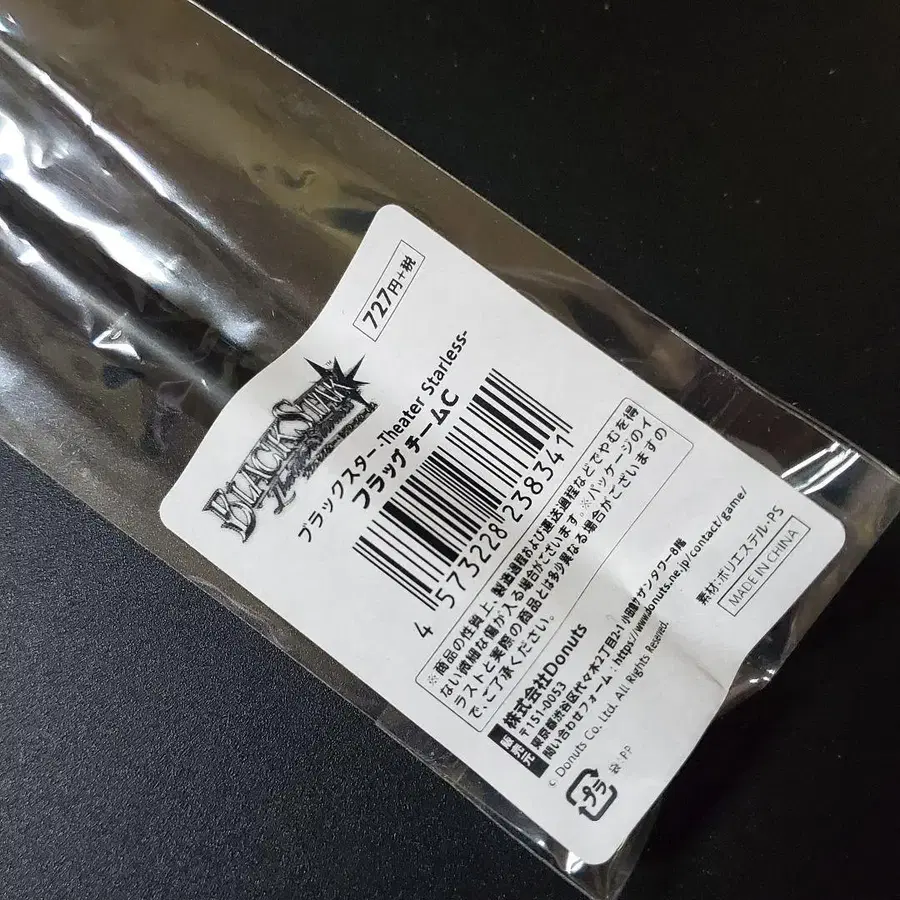 727円+税
BLACKSTAR
ブラックスター -Theater Starless-
フラッグ チームC
4 573228 238341
※商品の性質上、製造過程および運送過程などでやむを得
ない微細な傷が入る場合がございます。※パッケージのイ
ラストと実際の商品とは多少異なる場合がございますの
で、ご了承ください。
販売元
株式会社Donuts
〒151-0053
東京都渋谷区代々木2丁目2-1 小田急サザンタワー8階
問い合わせフォーム：https://www.donuts.ne.jp/contact/game/
© Donuts Co. Ltd. All Rights Reserved.
プラ
袋：PP
素材：ポリエステル・PS
MADE IN CHINA